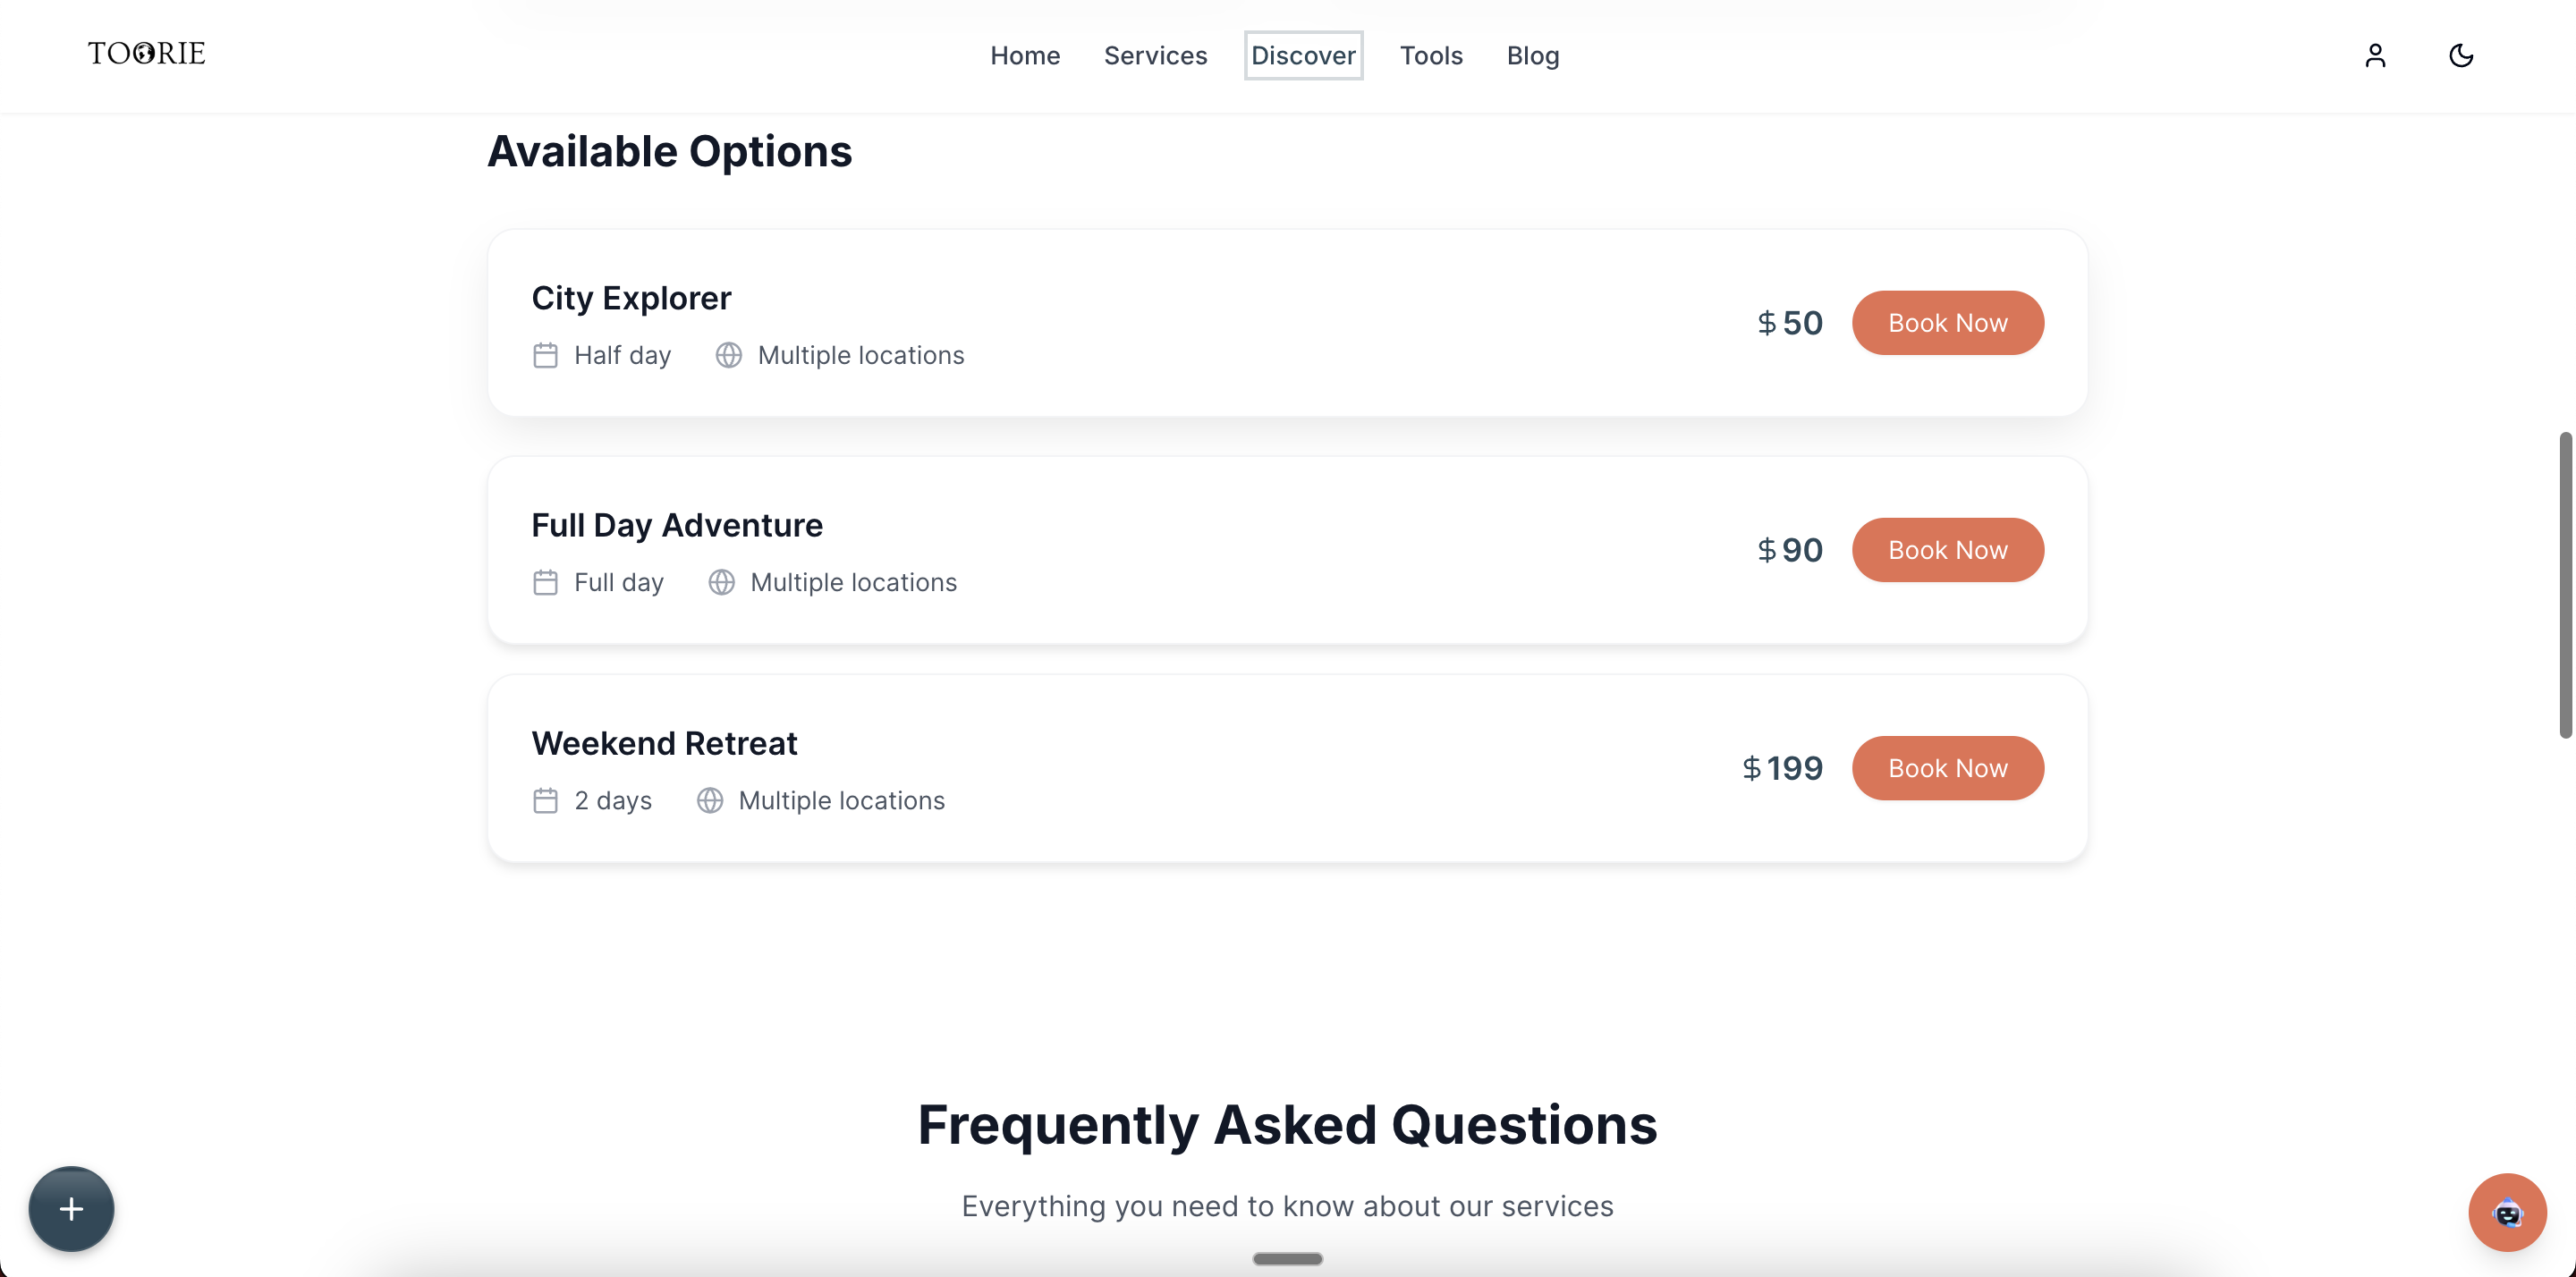 TOORIE
Home Services Discover Tools Blog
Available Options
City Explorer
Half day Multiple locations
$50 Book Now
Full Day Adventure
Full day Multiple locations
$90 Book Now
Weekend Retreat
2 days Multiple locations
$199 Book Now
Frequently Asked Questions
Everything you need to know about our services